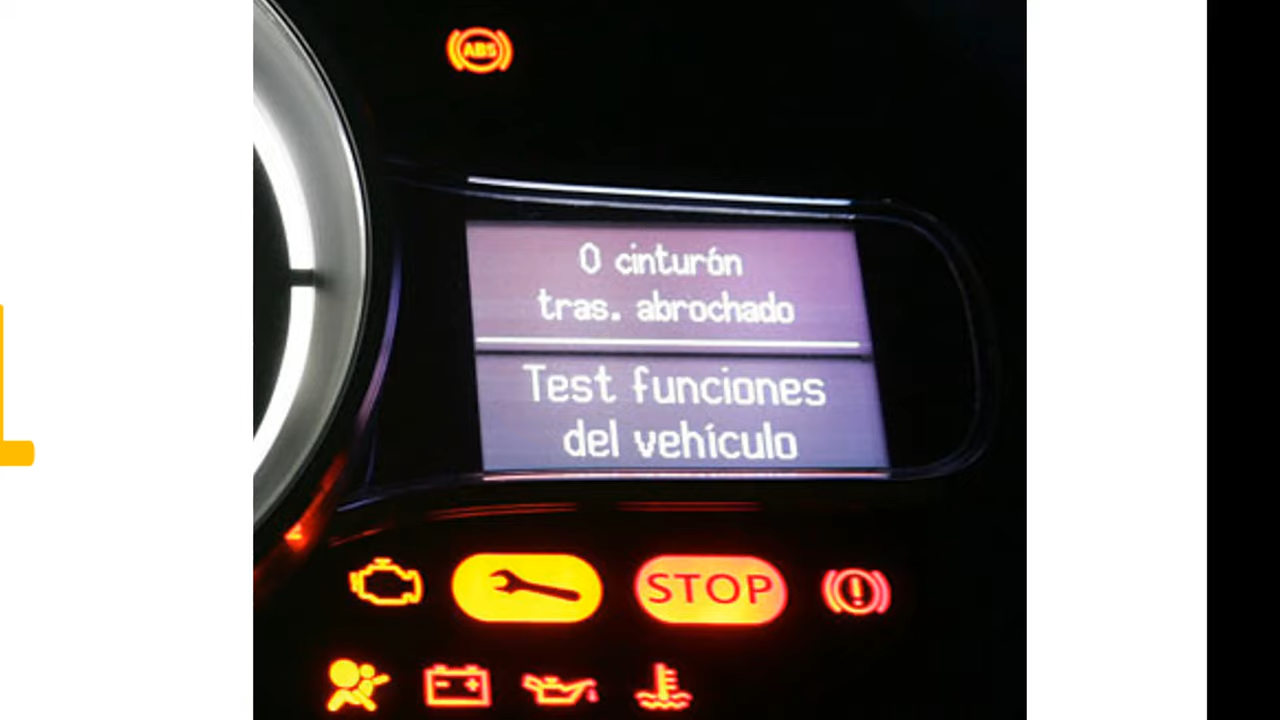 ABS
0 cinturón
tras. abrochado
Test funciones
del vehículo
STOP